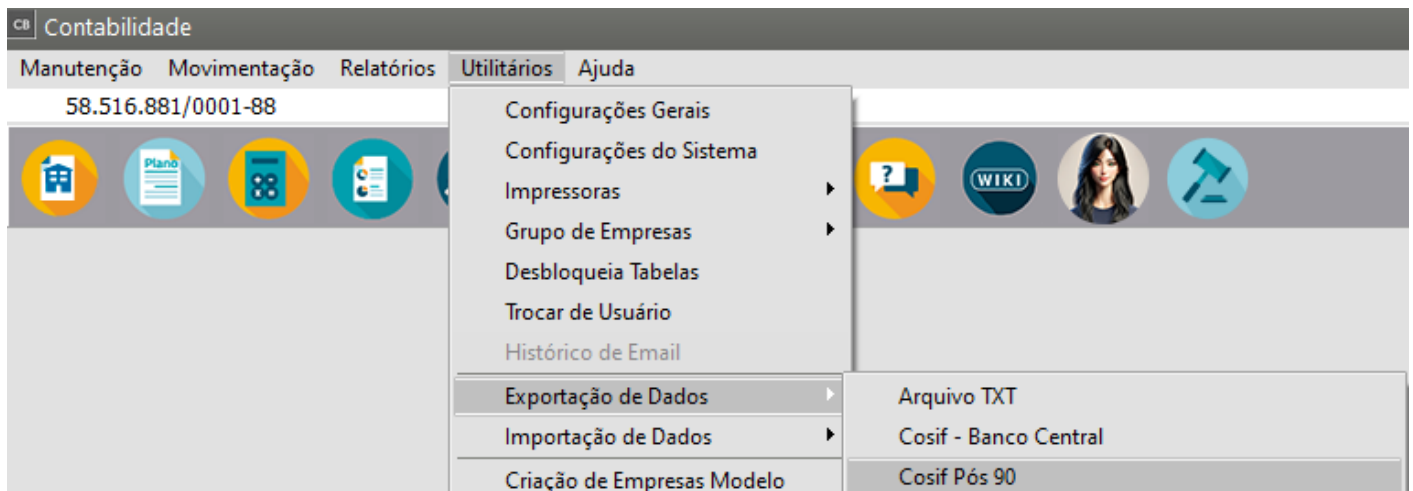 CB Contabilidade
Manutenção Movimentação Relatórios Utilitários Ajuda
58.516.881/0001-88
Configurações Gerais
Configurações do Sistema
Impressoras
Grupo de Empresas
Desbloqueia Tabelas
Trocar de Usuário
Histórico de Email
Exportação de Dados
Importação de Dados
Criação de Empresas Modelo
Arquivo TXT
Cosif - Banco Central
Cosif Pós 90
Plano
?
WIKI